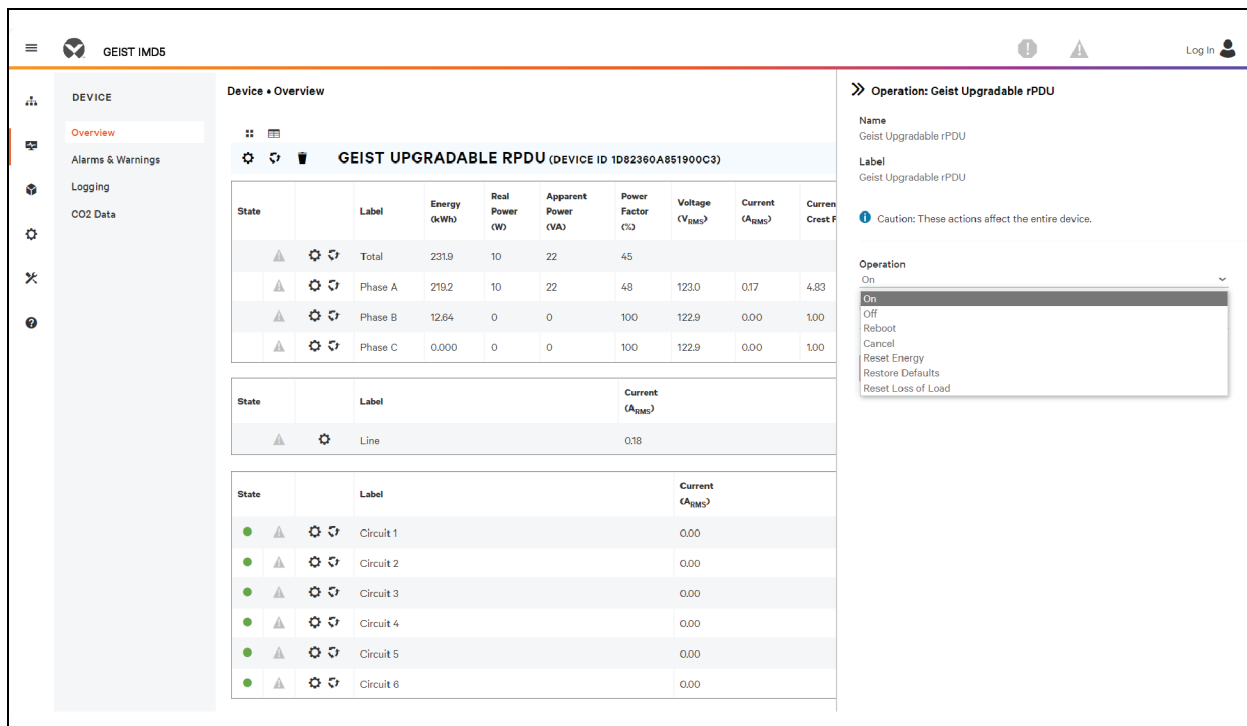 GEIST IMD5
Log In
DEVICE
Overview
Alarms & Warnings
Logging
CO2 Data
Device • Overview
GEIST UPGRADABLE RPDU (DEVICE ID 1D82360A851900C3)
State Label Energy (kWh) Real Power (W) Apparent Power (VA) Power Factor (%) Voltage (VRMS) Current (ARMS) Curren Crest F
Total 231.9 10 22 45
Phase A 219.2 10 22 48 123.0 0.17 4.83
Phase B 12.64 0 0 100 122.9 0.00 1.00
Phase C 0.000 0 0 100 122.9 0.00 1.00
State Label Current (ARMS)
Line 0.18
State Label Current (ARMS)
Circuit 1 0.00
Circuit 2 0.00
Circuit 3 0.00
Circuit 4 0.00
Circuit 5 0.00
Circuit 6 0.00
Operation: Geist Upgradable rPDU
Name
Geist Upgradable rPDU
Label
Geist Upgradable rPDU
Caution: These actions affect the entire device.
Operation
On
On
Off
Reboot
Cancel
Reset Energy
Restore Defaults
Reset Loss of Load